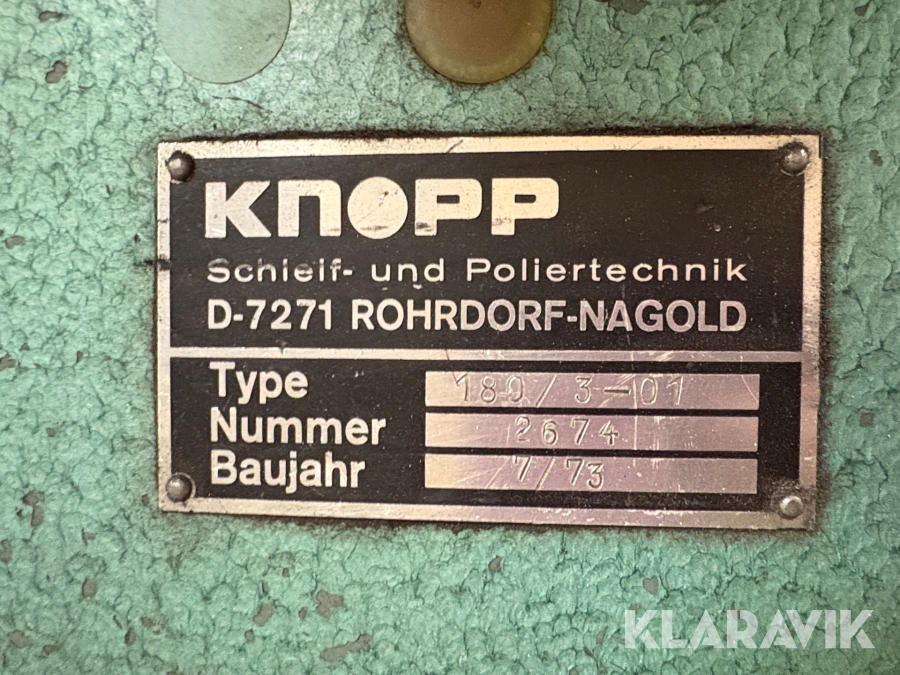 KNOPP
Schleif- und Poliertechnik
D-7271 ROHRDORF-NAGOLD
Type 180/3-01
Nummer 2674
Baujahr 7/73
KLARAVIK